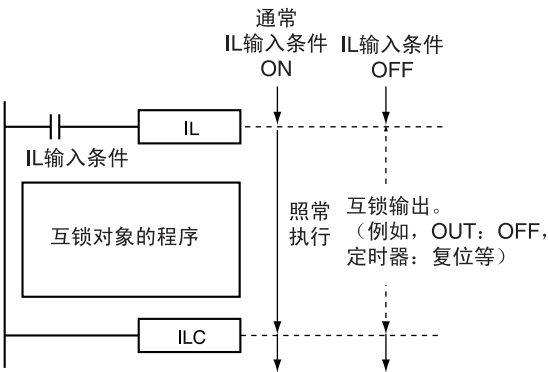 通常
IL输入条件
ON
IL输入条件
OFF
IL
IL输入条件
互锁对象的程序
照常
执行
互锁输出。
（例如，OUT：OFF，
定时器：复位等）
ILC